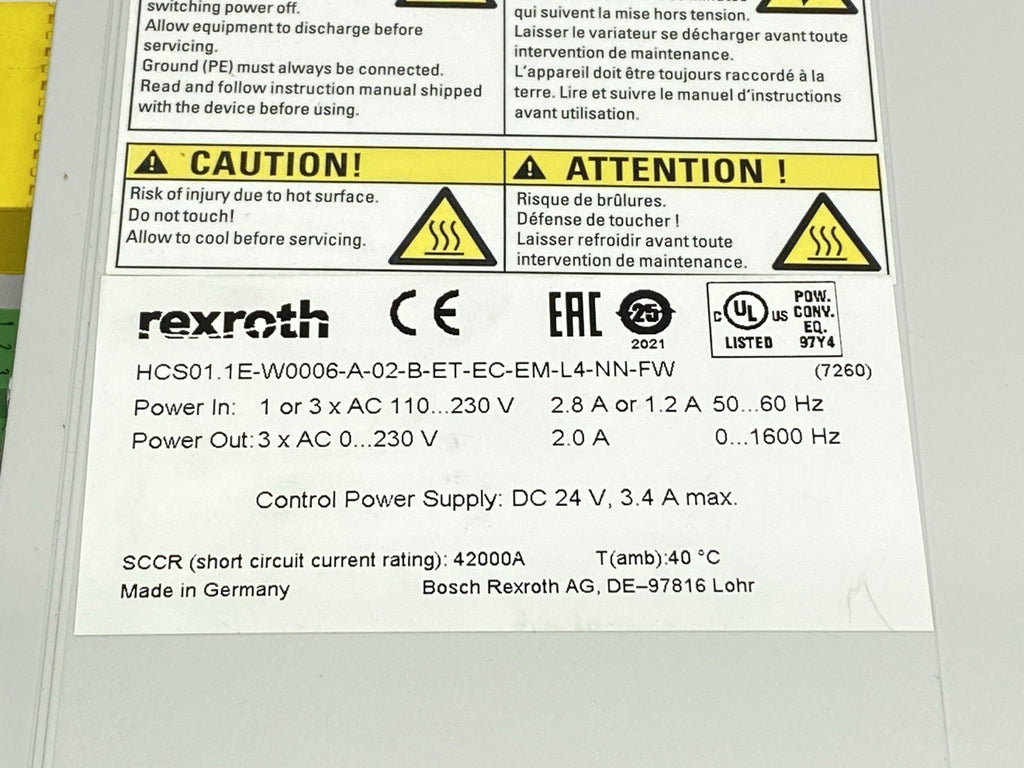 switching power off.
Allow equipment to discharge before
servicing.
Ground (PE) must always be connected.
Read and follow instruction manual shipped
with the device before using.
qui suivent la mise hors tension.
Laisser le variateur se décharger avant toute
intervention de maintenance.
L'appareil doit être toujours raccordé à la
terre. Lire et suivre le manuel d'instructions
avant utilisation.
CAUTION!
Risk of injury due to hot surface.
Do not touch!
Allow to cool before servicing.
ATTENTION !
Risque de brûlures.
Défense de toucher !
Laisser refroidir avant toute
intervention de maintenance.
rexroth
CE
EAC
25
2021
C UL US
LISTED
POW.
CONV.
EQ.
97Y4
HCS01.1E-W0006-A-02-B-ET-EC-EM-L4-NN-FW (7260)
Power In: 1 or 3 x AC 110...230 V 2.8 A or 1.2 A 50...60 Hz
Power Out: 3 x AC 0...230 V 2.0 A 0...1600 Hz
Control Power Supply: DC 24 V, 3.4 A max.
SCCR (short circuit current rating): 42000A T(amb):40 °C
Made in Germany Bosch Rexroth AG, DE–97816 Lohr